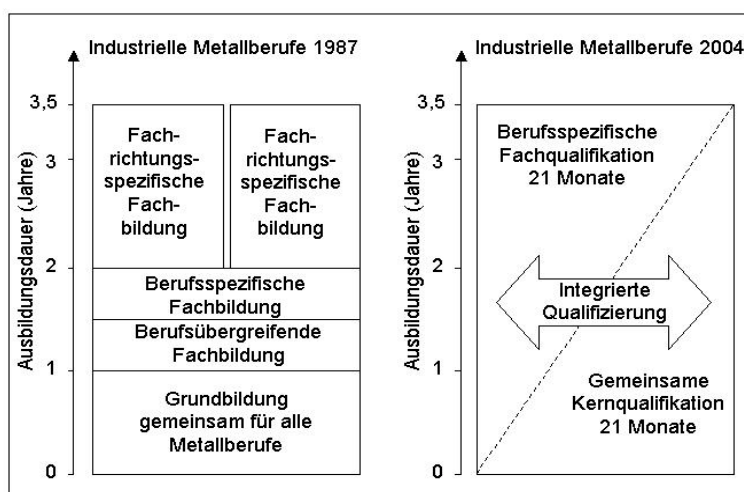 Industrielle Metallberufe 1987
Ausbildungsdauer (Jahre)
3,5
3
2
1
0
Fach-
richtungs-
spezifische
Fach-
bildung
Fach-
richtungs-
spezifische
Fach-
bildung
Berufsspezifische
Fachbildung
Berufsübergreifende
Fachbildung
Grundbildung
gemeinsam für alle
Metallberufe
Industrielle Metallberufe 2004
Ausbildungsdauer (Jahre)
3,5
3
2
1
0
Berufsspezifische
Fachqualifikation
21 Monate
Integrierte
Qualifizierung
Gemeinsame
Kernqualifikation
21 Monate